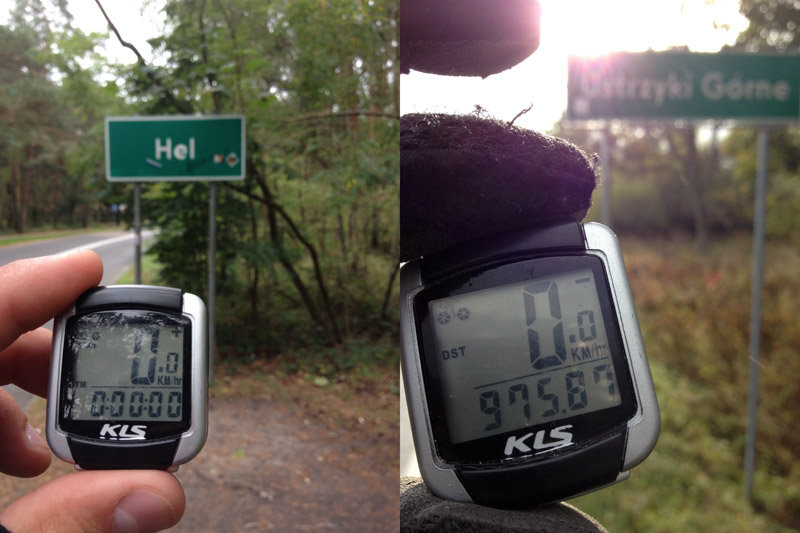 Hel
0.0
KM/hr
TM
0:00:00
KLS
Ustrzyki Górne
0.0
KM/hr
DST
975.87
KLS